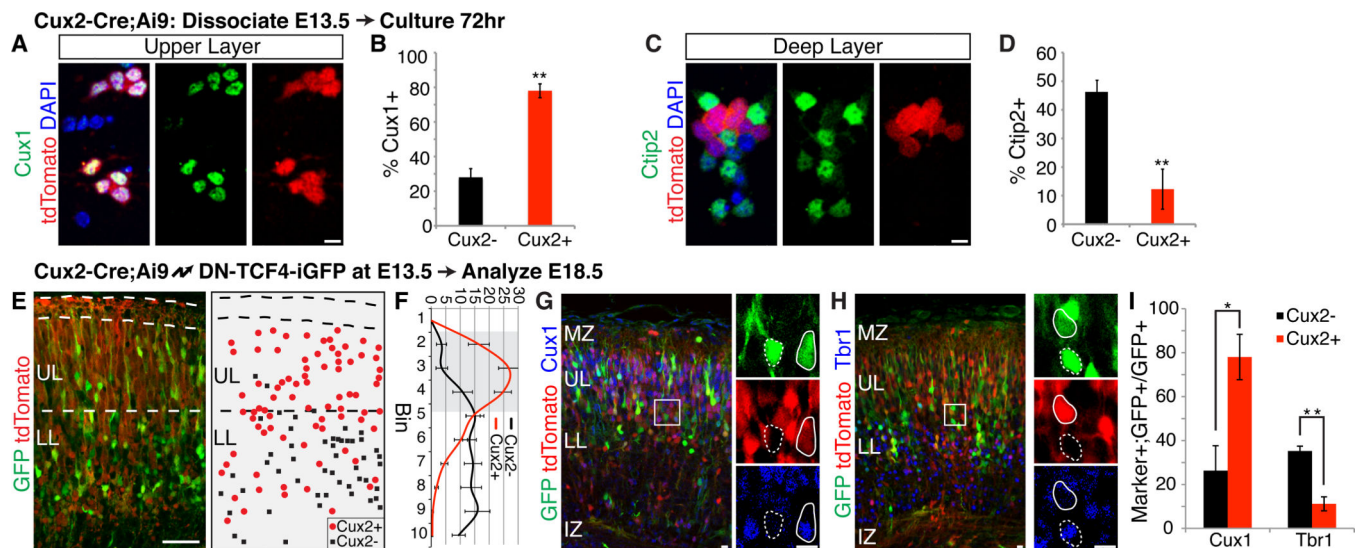 Cux2-Cre;Ai9: Dissociate E13.5 → Culture 72hr
A
Upper Layer
Cux1
tdTomato DAPI
B
% Cux1+
100
80
60
40
20
0
**
Cux2- Cux2+
C
Deep Layer
Ctip2
tdTomato DAPI
D
% Ctip2+
60
50
40
30
20
10
0
**
Cux2- Cux2+
Cux2-Cre;Ai9 DN-TCF4-iGFP at E13.5 → Analyze E18.5
E
GFP tdTomato
UL
LL
UL
LL
Cux2+
Cux2-
F
0 5 10 15 20 25 30
Bin
1
2
3
4
5
6
7
8
9
10
Cux2-
Cux2+
G
GFP tdTomato Cux1
MZ
UL
LL
IZ
H
GFP tdTomato Tbr1
MZ
UL
LL
IZ
I
Marker+;GFP+/GFP+
100
80
60
40
20
0
Cux2-
Cux2+
*
**
Cux1 Tbr1